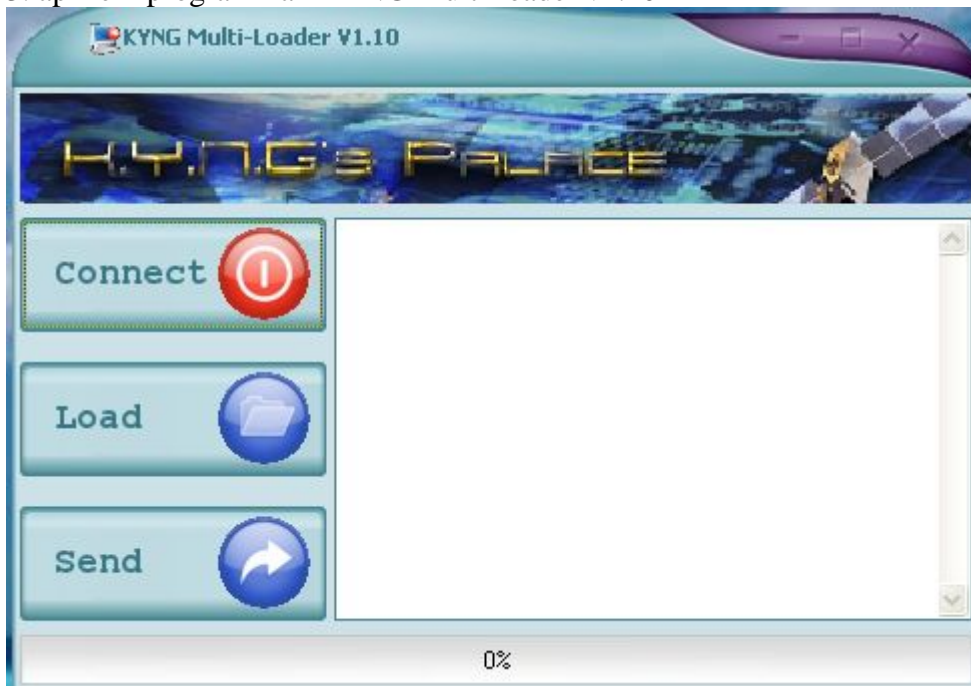 KYNG Multi-Loader V1.10
K.Y.N.G's PALACE
Connect
Load
Send
0%